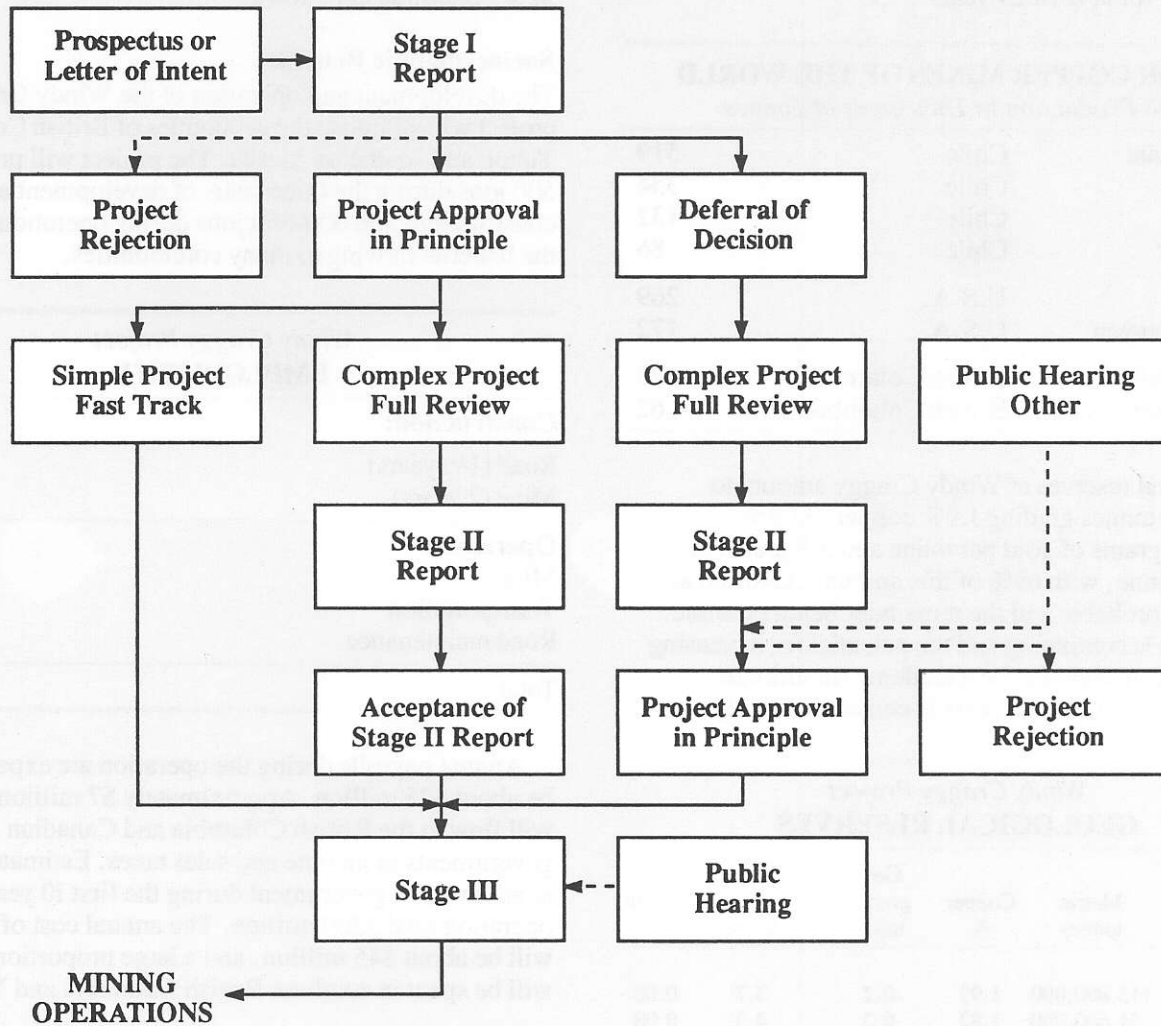 Prospectus or
Letter of Intent
Stage I
Report
Project
Rejection
Project Approval
in Principle
Deferral of
Decision
Simple Project
Fast Track
Complex Project
Full Review
Complex Project
Full Review
Public Hearing
Other
Stage II
Report
Stage II
Report
Acceptance of
Stage II Report
Project Approval
in Principle
Project
Rejection
Stage III
Public
Hearing
MINING
OPERATIONS